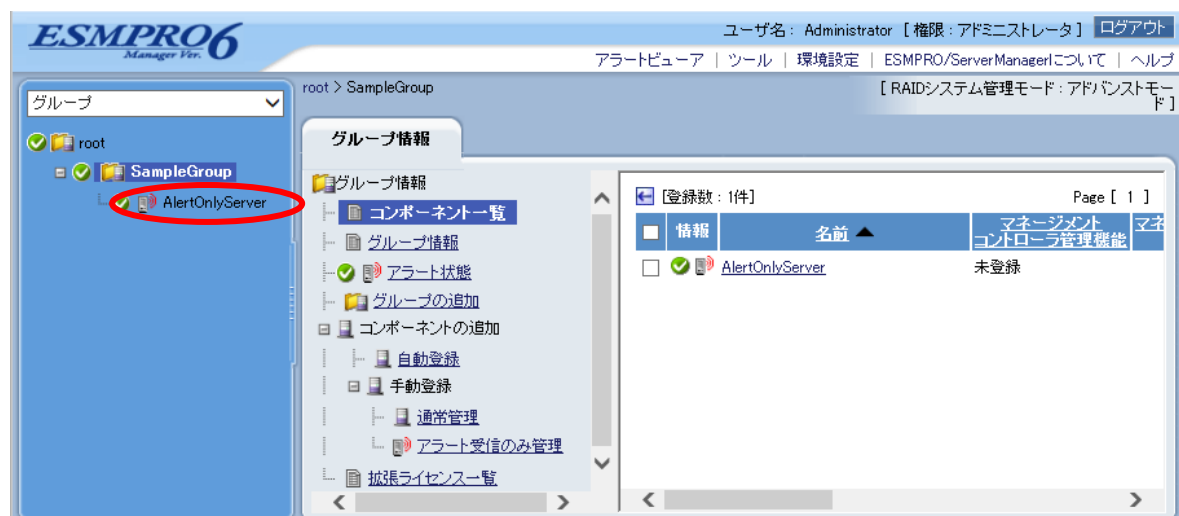 ESMPRO6
Manager Ver.
ユーザ名: Administrator [ 権限:アドミニストレータ ] ログアウト
アラートビューア | ツール | 環境設定 | ESMPRO/ServerManagerについて | ヘルプ
グループ
root > SampleGroup
[ RAIDシステム管理モード:アドバンストモード ]
root
SampleGroup
AlertOnlyServer
グループ情報
グループ情報
コンポーネント一覧
グループ情報
アラート状態
グループの追加
コンポーネントの追加
自動登録
手動登録
通常管理
アラート受信のみ管理
拡張ライセンス一覧
[登録数:1件] Page [ 1 ]
情報 名前 マネージメント
コントローラ管理機能 マネ
AlertOnlyServer 未登録